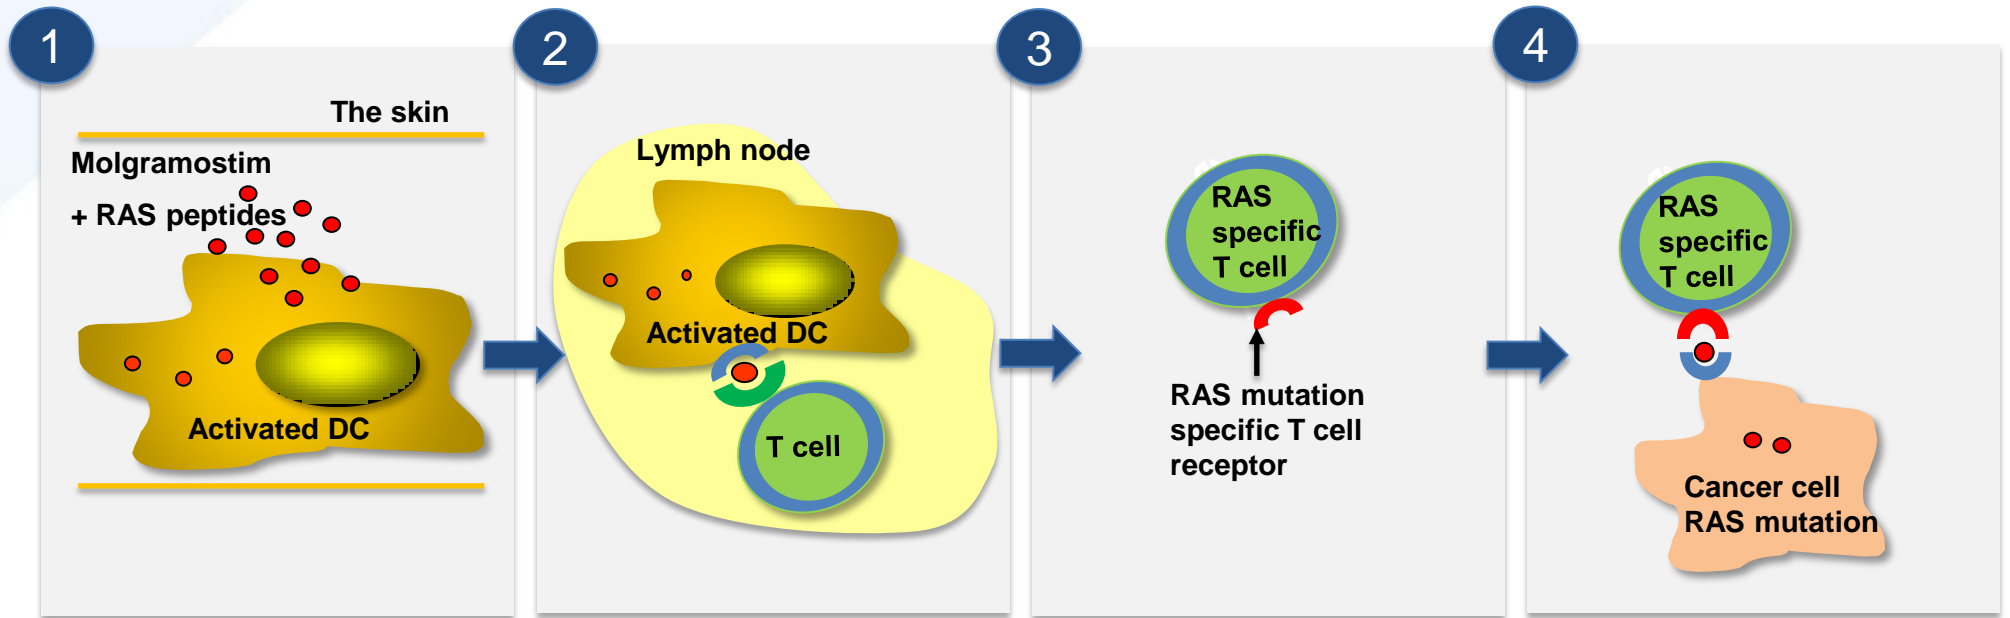 1
The skin
Molgramostim
+ RAS peptides
Activated DC
2
Lymph node
Activated DC
T cell
3
RAS
specific
T cell
RAS mutation
specific T cell
receptor
4
RAS
specific
T cell
Cancer cell
RAS mutation